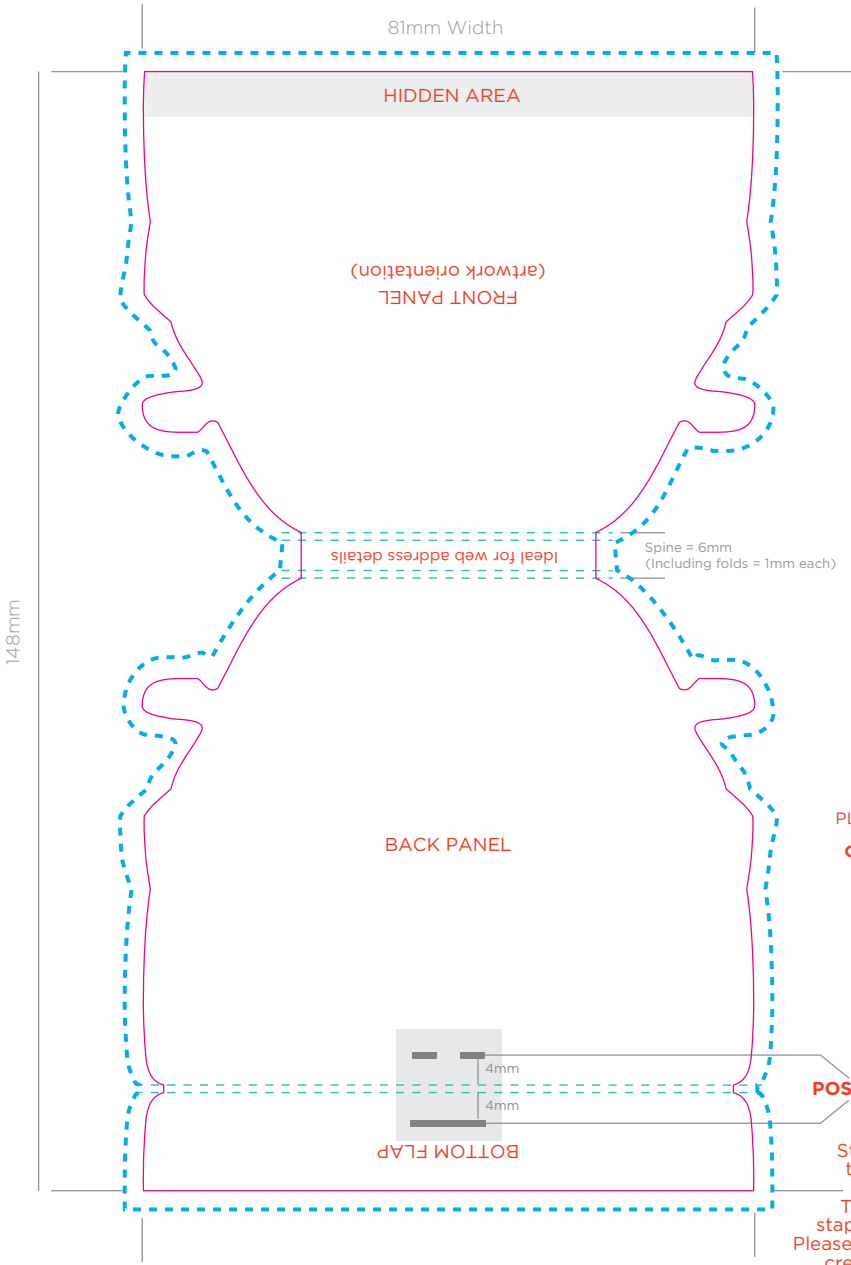 81mm Width
HIDDEN AREA
(artwork orientation)
FRONT PANEL
Ideal for web address details
Spine = 6mm
(Including folds = 1mm each)
148mm
BACK PANEL
4mm
4mm
BOTTOM FLAP
Please